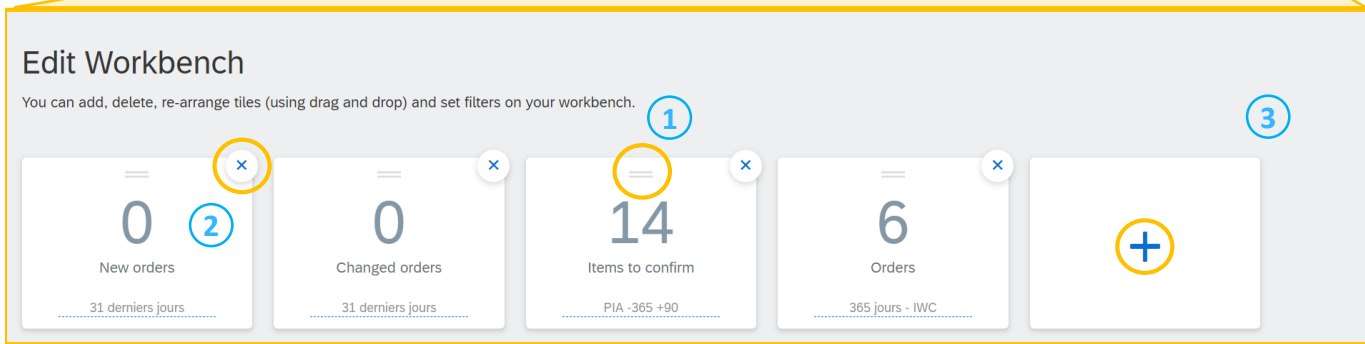 Edit Workbench
You can add, delete, re-arrange tiles (using drag and drop) and set filters on your workbench.
1
3
2
0
New orders
31 derniers jours
0
Changed orders
31 derniers jours
14
Items to confirm
PIA -365 +90
6
Orders
365 jours - IWC